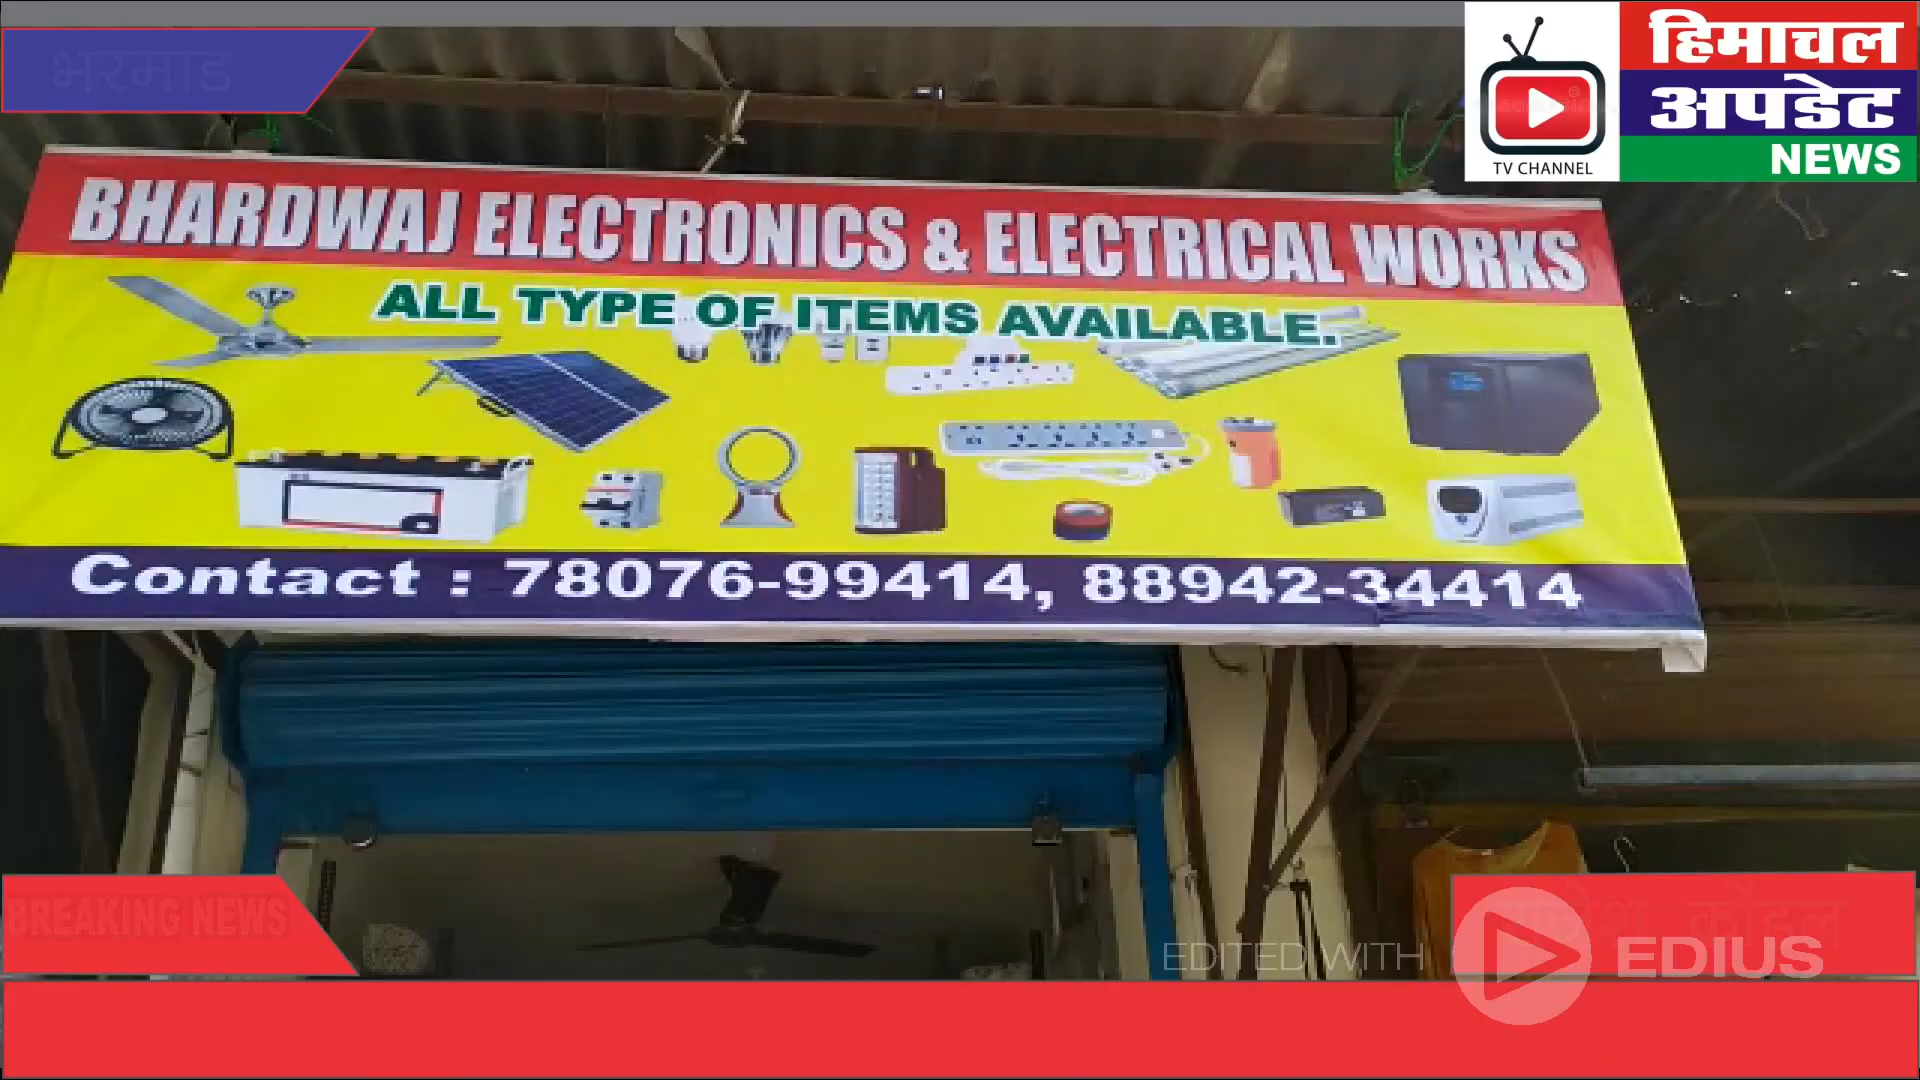 भरमाड
हिमाचल
अपडेट
NEWS
TV CHANNEL
BHARDWAJ ELECTRONICS & ELECTRICAL WORKS
ALL TYPE OF ITEMS AVAILABLE.
Contact : 78076-99414, 88942-34414
BREAKING NEWS
EDITED WITH EDIUS